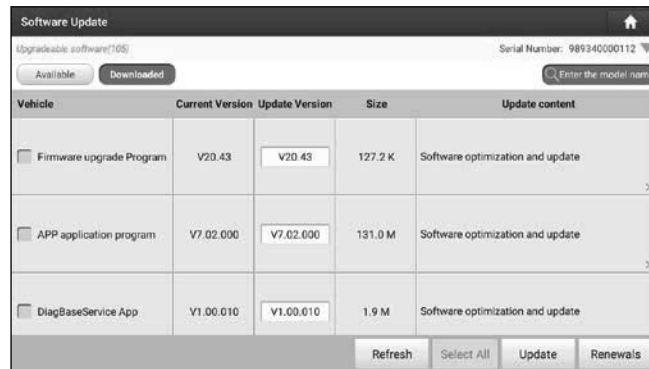 Software Update
Upgradeable software(105)
Serial Number: 989340000112
Available Downloaded
Enter the model nam
Vehicle Current Version Update Version Size Update content
Firmware upgrade Program V20.43 V20.43 127.2 K Software optimization and update
APP application program V7.02.000 V7.02.000 131.0 M Software optimization and update
DiagBaseService App V1.00.010 V1.00.010 1.9 M Software optimization and update
Refresh Select All Update Renewals